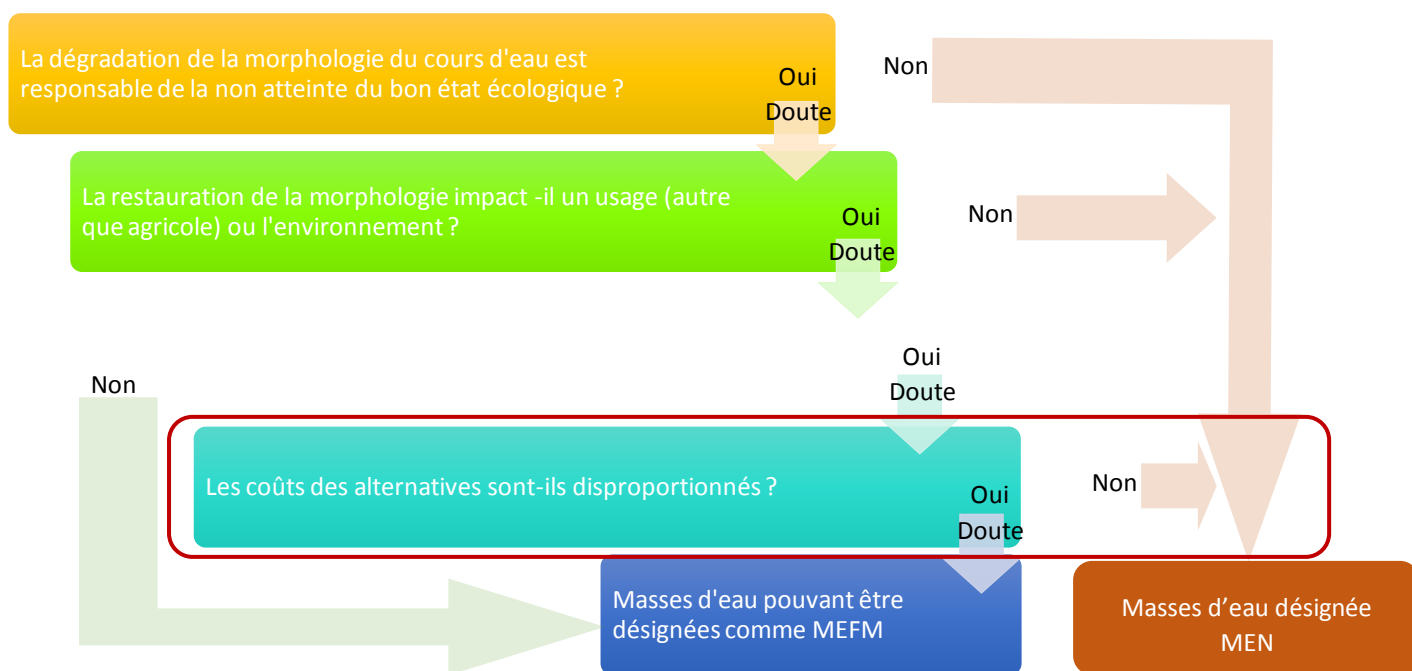 La dégradation de la morphologie du cours d'eau est
responsable de la non atteinte du bon état écologique ?
Oui
Doute
Non
La restauration de la morphologie impact -il un usage (autre
que agricole) ou l'environnement ?
Oui
Doute
Non
Oui
Doute
Non
Les coûts des alternatives sont-ils disproportionnés ?
Oui
Doute
Non
Masses d'eau pouvant être
désignées comme MEFM
Masses d’eau désignée
MEN